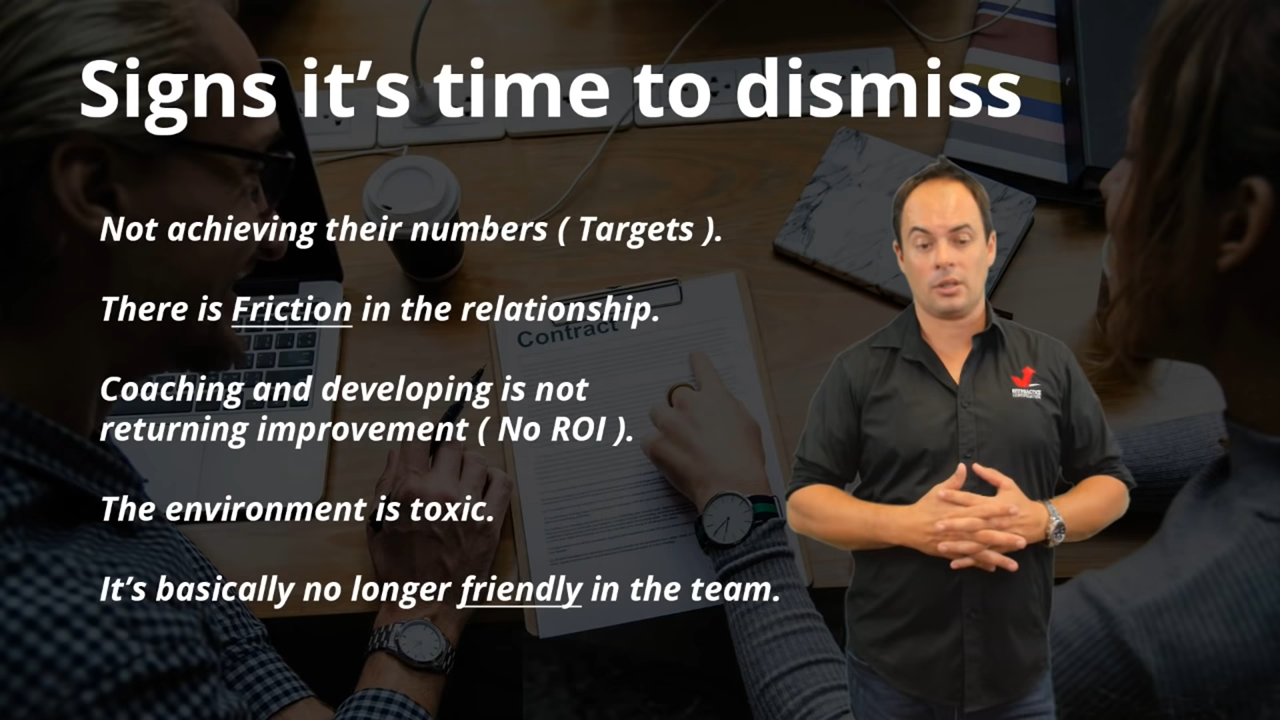 Signs it’s time to dismiss
Not achieving their numbers ( Targets ).
There is Friction in the relationship.
Contract
Coaching and developing is not
returning improvement ( No ROI ).
The environment is toxic.
It’s basically no longer friendly in the team.